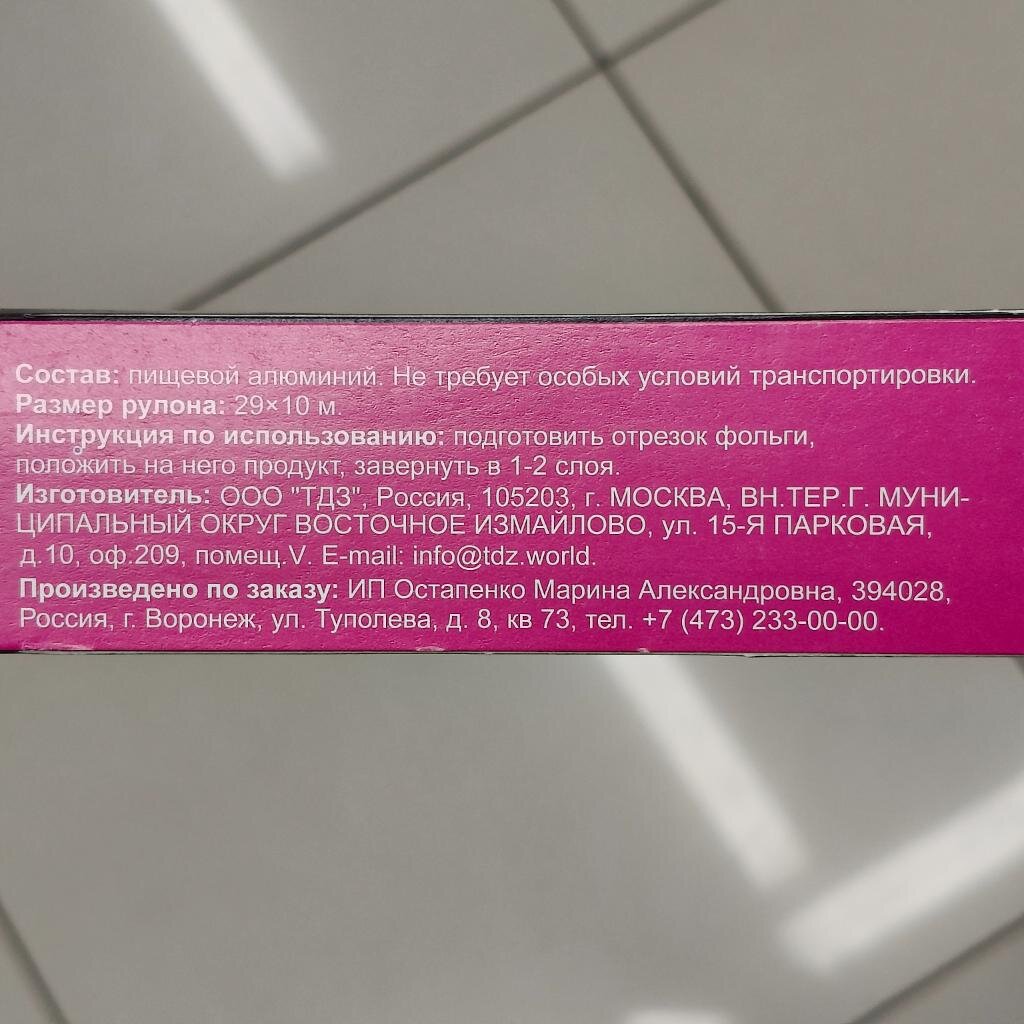 Состав: пищевой алюминий. Не требует особых условий транспортировки.
Размер рулона: 29×10 м.
Инструкция по использованию: подготовить отрезок фольги,
положить на него продукт, завернуть в 1-2 слоя.
Изготовитель: ООО "ТДЗ", Россия, 105203, г. МОСКВА, ВН.ТЕР.Г. МУНИ-
ЦИПАЛЬНЫЙ ОКРУГ ВОСТОЧНОЕ ИЗМАЙЛОВО, ул. 15-Я ПАРКОВАЯ,
д.10, оф.209, помещ.V. E-mail: info@tdz.world.
Произведено по заказу: ИП Остапенко Марина Александровна, 394028,
Россия, г. Воронеж, ул. Туполева, д. 8, кв 73, тел. +7 (473) 233-00-00.